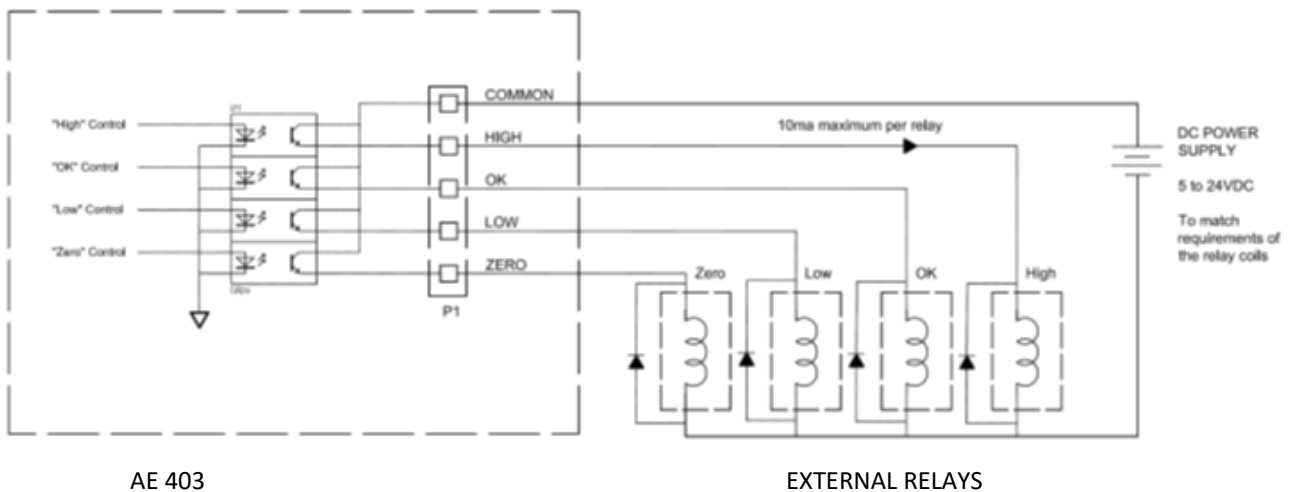 COMMON
"High" Control
10ma maximum per relay
HIGH
DC POWER
SUPPLY
"OK" Control
OK
5 to 24VDC
"Low" Control
LOW
To match
requirements of
the relay coils
"Zero" Control
ZERO
Zero
Low
OK
High
P1
AE 403
EXTERNAL RELAYS